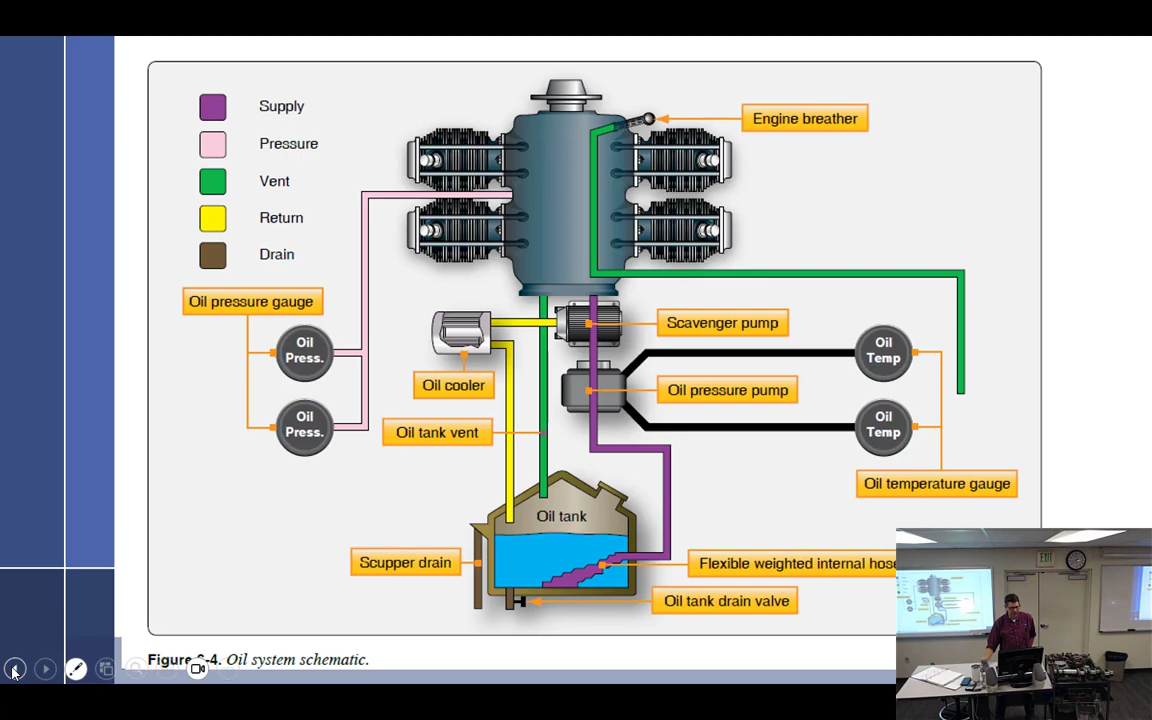 Supply
Pressure
Vent
Return
Drain
Engine breather
Oil pressure gauge
Oil
Press.
Oil
Press.
Oil cooler
Oil tank vent
Scavenger pump
Oil pressure pump
Oil
Temp
Oil
Temp
Oil temperature gauge
Oil tank
Scupper drain
Flexible weighted internal hose
Oil tank drain valve
-4. Oil system schematic.
EXIT